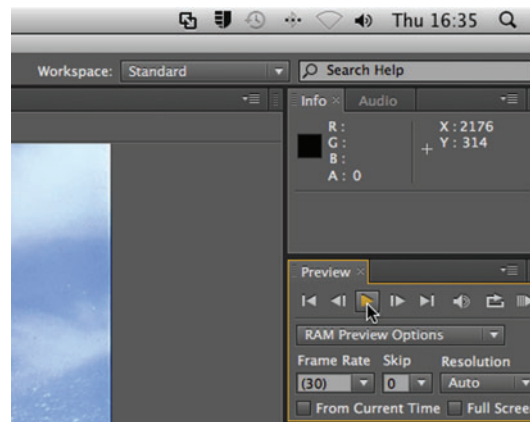 Thu 16:35
Workspace: Standard Search Help
Info Audio
R: X: 2176
G: Y: 314
B:
A: 0
Preview
RAM Preview Options
Frame Rate Skip Resolution
(30) 0 Auto
From Current Time Full Scree